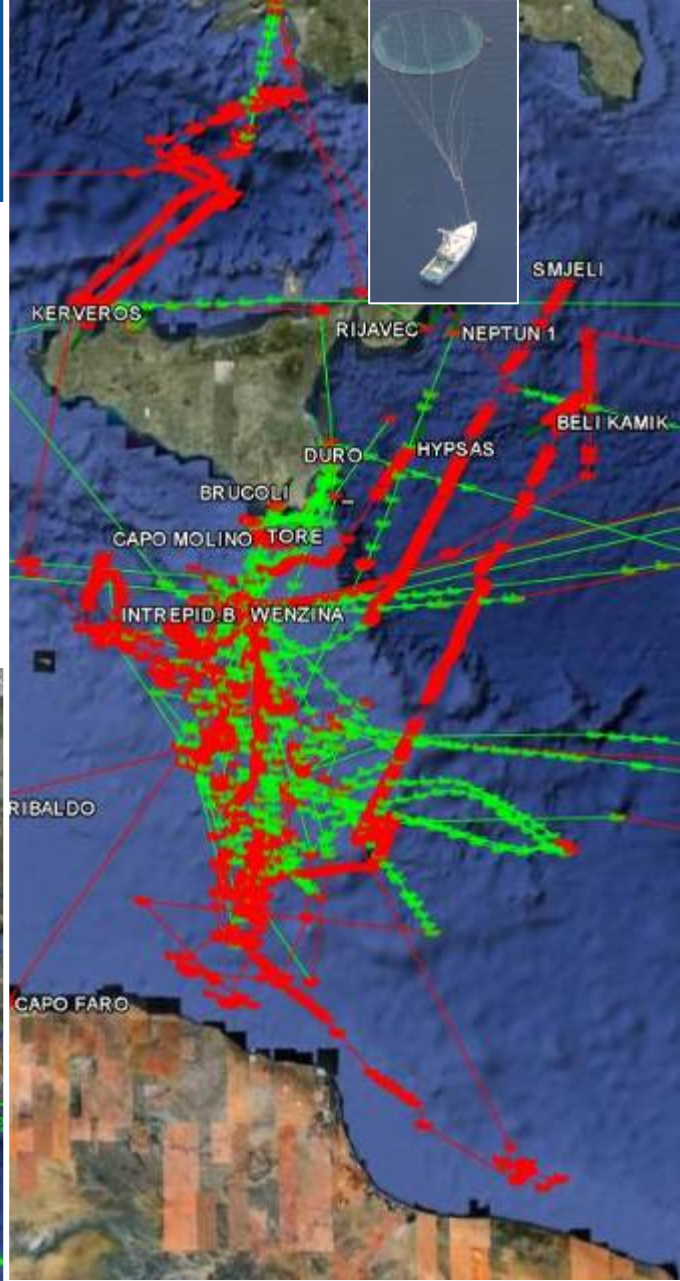 SMJELI
KERVEROS
RIJAVEC
NEPTUN 1
BELI KAMIK
DURO
HYPSAS
BRUCOLI
CAPO MOLINO
TORE
INTREPID.B
WENZINA
RIBALDO
CAPO FARO